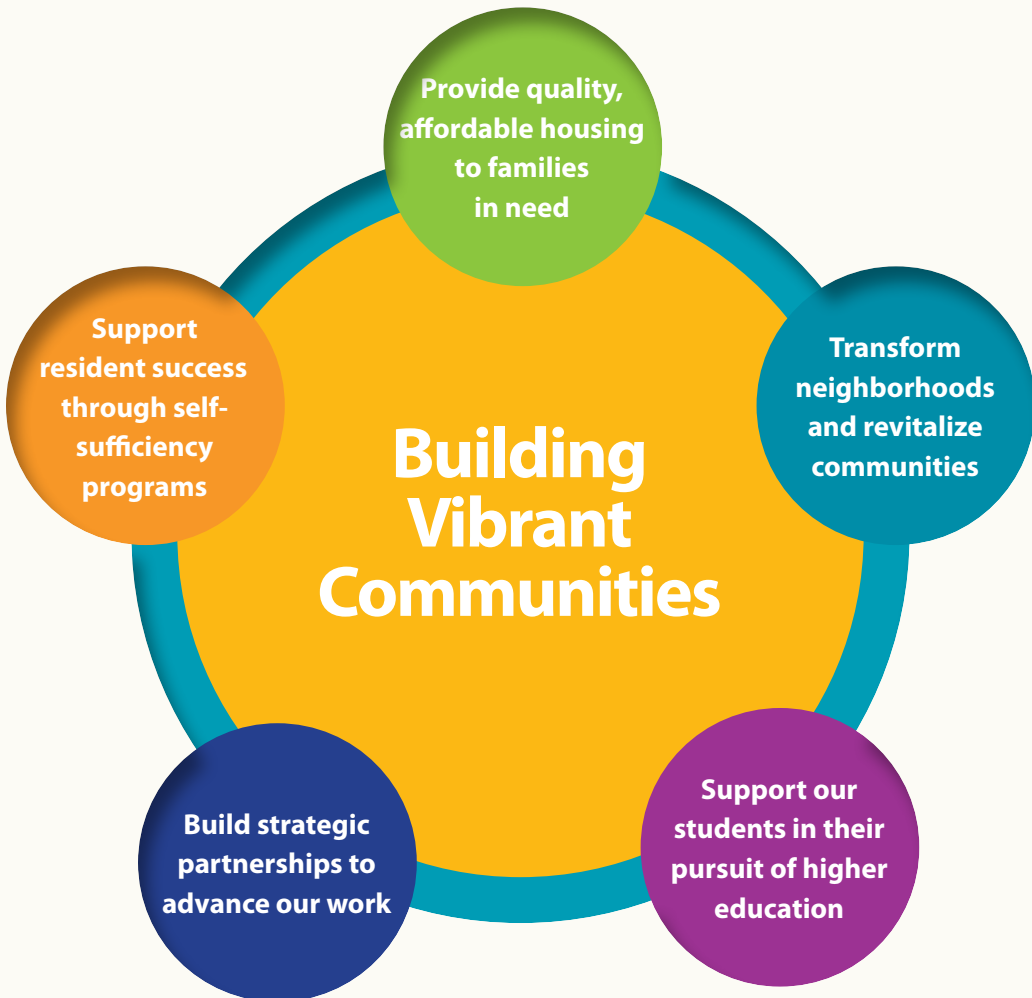 Provide quality,
affordable housing
to families
in need
Transform
neighborhoods
and revitalize
communities
Support our
students in their
pursuit of higher
education
Build strategic
partnerships to
advance our work
Support
resident success
through self-
sufficiency
programs
Building
Vibrant
Communities